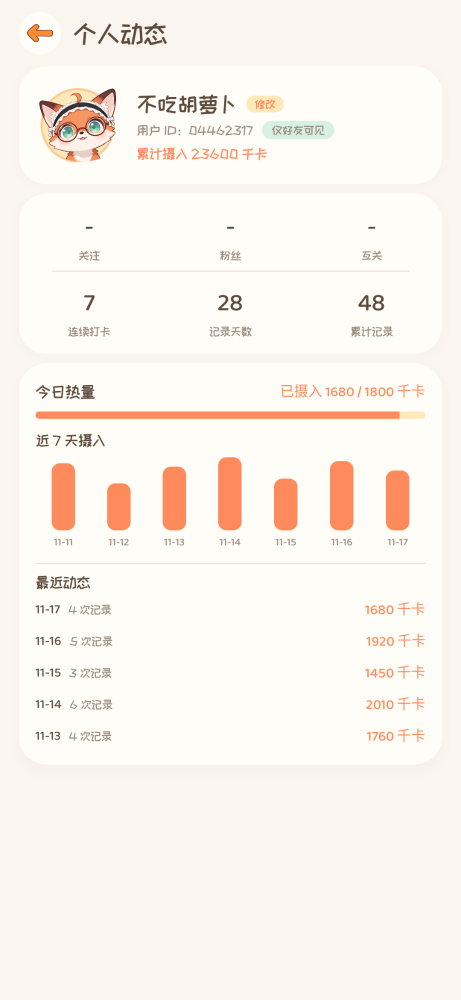 个人动态
不吃胡萝卜 修改
用户 ID: 04462317 仅好友可见
累计摄入 23600 千卡
- - -
关注 粉丝 互关
7 28 48
连续打卡 记录天数 累计记录
今日热量 已摄入 1680 / 1800 千卡
近 7 天摄入
11-11 11-12 11-13 11-14 11-15 11-16 11-17
最近动态
11-17 4 次记录 1680 千卡
11-16 5 次记录 1920 千卡
11-15 3 次记录 1450 千卡
11-14 6 次记录 2010 千卡
11-13 4 次记录 1760 千卡